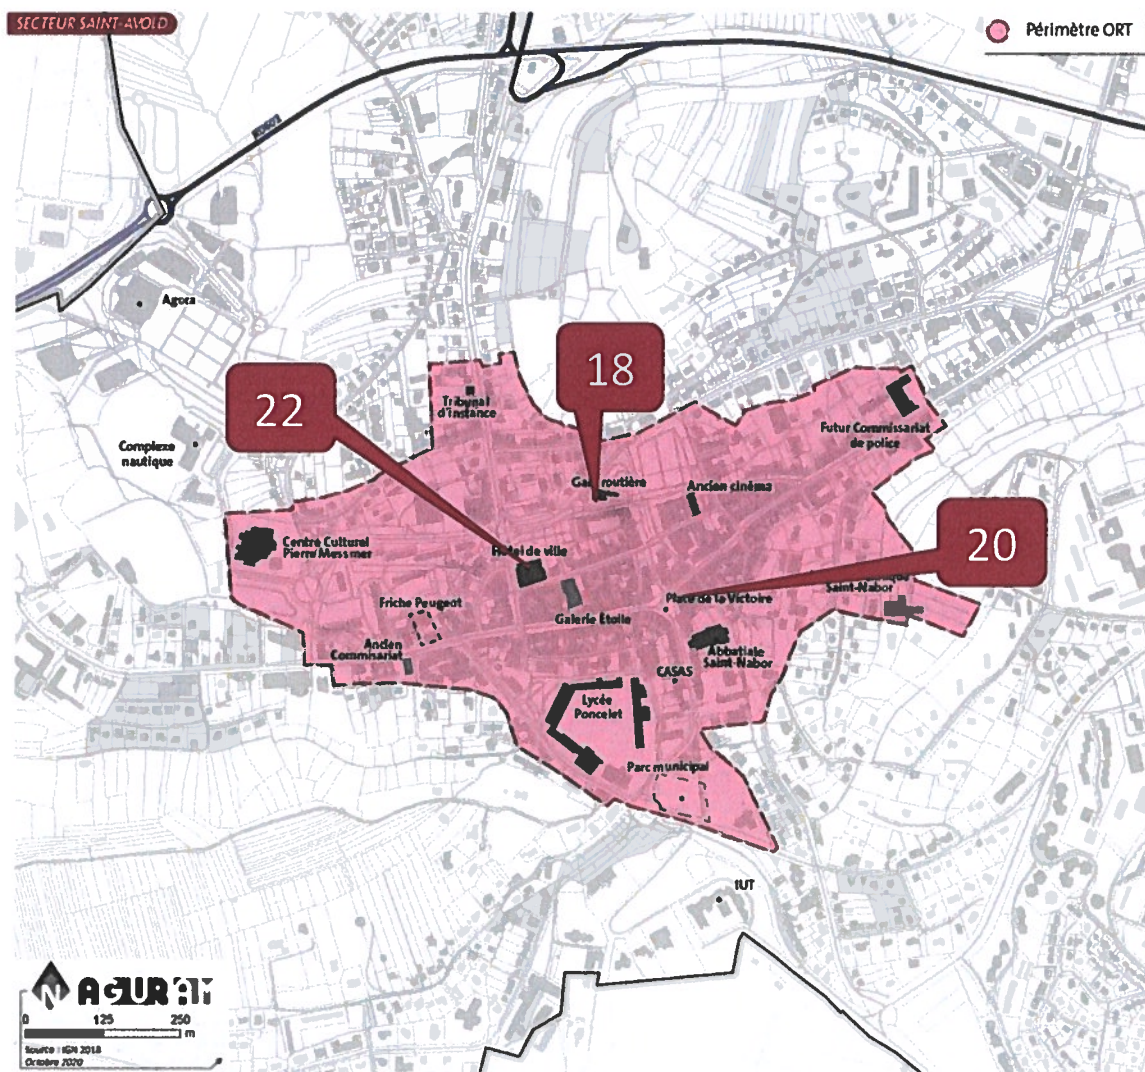 SECTEUR SAINT-AVOLD
Périmètre ORT
Agora
18
22
Tribunal
d'instance
Futur Commissariat
de police
Complexe
nautique
routière
Ancien cinéma
20
Centre Culturel
Pierre Messmer
Hôtel de ville
Saint-Nabor
Friche Peugeot
Place de la Victoire
Galerie Etoile
Ancien
Commisariat
Abbatiale
Saint-Nabor
CASAS
Lycée
Poncelet
Parc municipal
IUT
N AGURAM
0 125 250
m
Source : IGN 2018
Octobre 2020